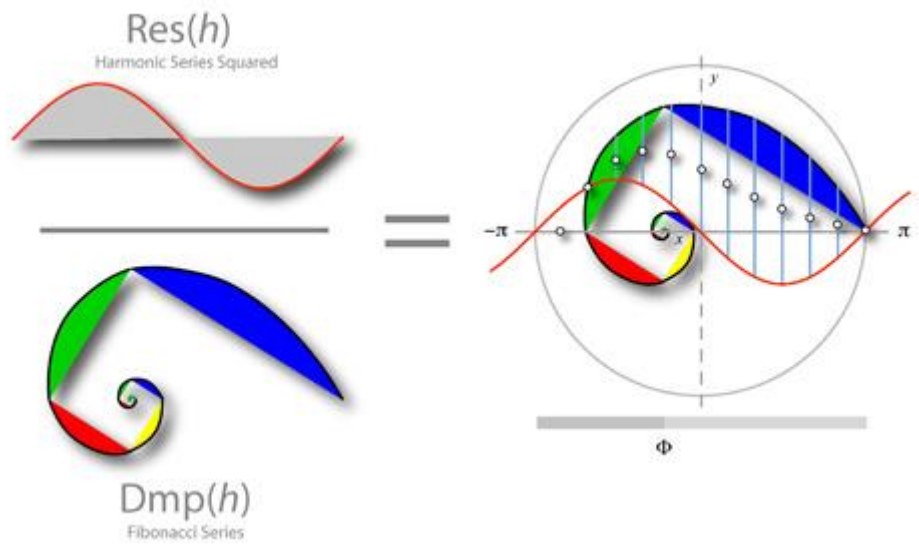 Res(h)
Harmonic Series Squared
Dmp(h)
Fibonacci Series
=
y
-π
x
π
Φ